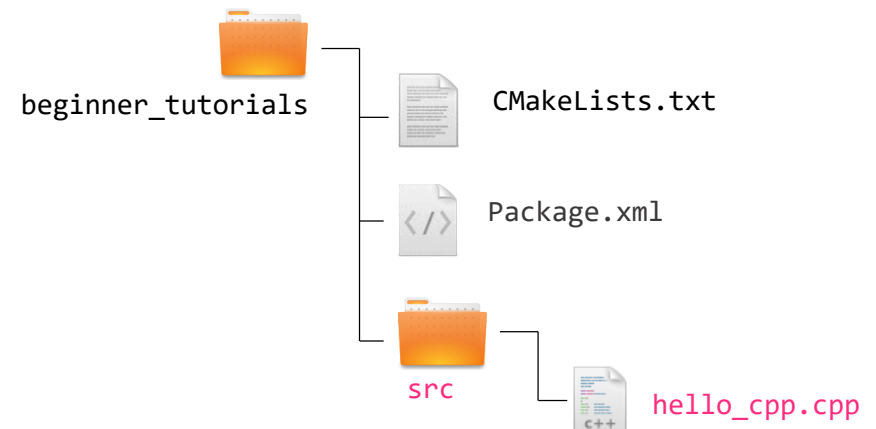 beginner_tutorials
CMakeLists.txt
</>
Package.xml
src
C++
hello_cpp.cpp